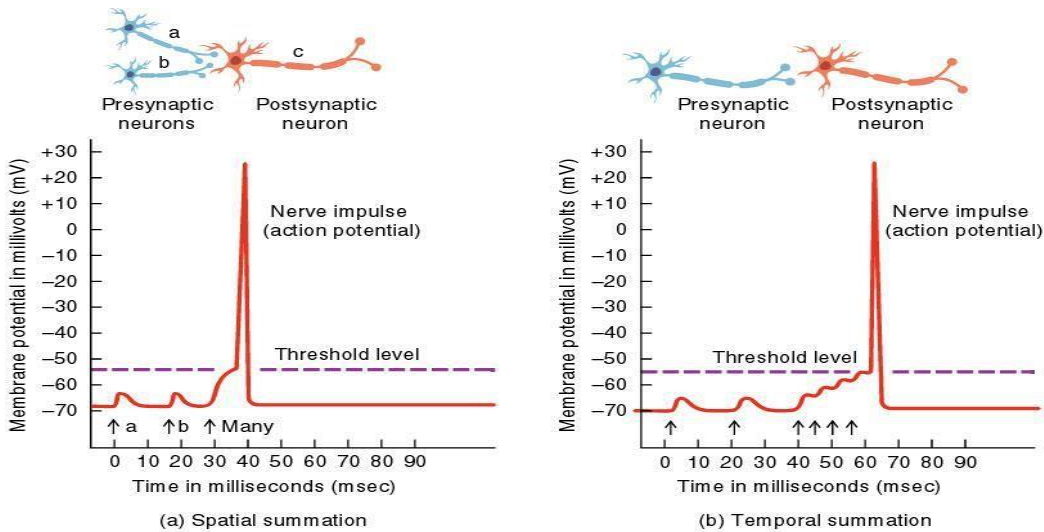 a
b
c
Presynaptic
neurons
Postsynaptic
neuron
Membrane potential in millivolts (mV)
+30
+20
+10
0
–10
–20
–30
–40
–50
–60
–70
Nerve impulse
(action potential)
Threshold level
a
b
Many
0 10 20 30 40 50 60 70 80 90
Time in milliseconds (msec)
(a) Spatial summation
Presynaptic
neuron
Postsynaptic
neuron
Membrane potential in millivolts (mV)
+30
+20
+10
0
–10
–20
–30
–40
–50
–60
–70
Nerve impulse
(action potential)
Threshold level
0 10 20 30 40 50 60 70 80 90
Time in milliseconds (msec)
(b) Temporal summation